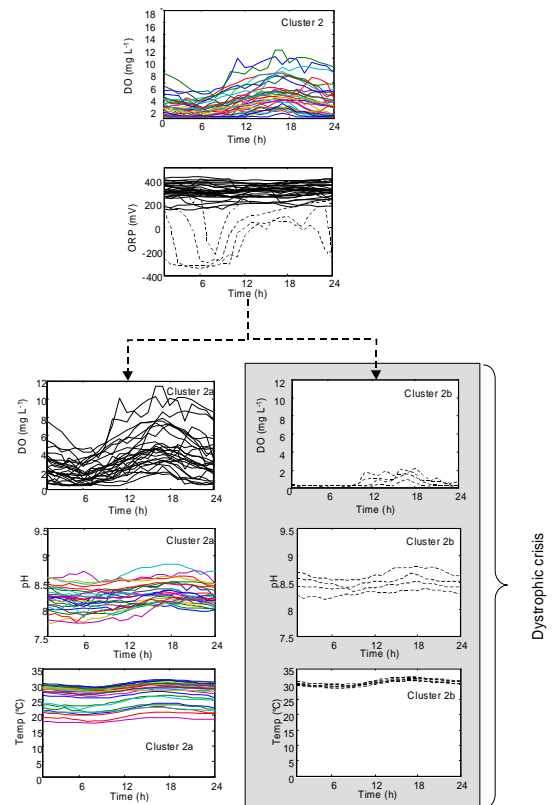 Cluster 2
DO (mg L-1)
18
16
14
12
10
8
6
4
2
0 6 12 18 24
Time (h)
ORP (mV)
400
200
0
-200
-400
0 6 12 18 24
Time (h)
Cluster 2a
DO (mg L-1)
12
10
8
6
4
2
0
6 12 18 24
Time (h)
Cluster 2b
DO (mg L-1)
12
10
8
6
4
2
0
6 12 18 24
Time (h)
Cluster 2a
pH
9.5
9
8.5
8
7.5
6 12 18 24
Time (h)
Cluster 2b
pH
9.5
9
8.5
8
7.5
6 12 18 24
Time (h)
Cluster 2a
Temp (ºC)
35
30
25
20
15
10
5
0
6 12 18 24
Time (h)
Cluster 2b
Temp (ºC)
35
30
25
20
15
10
5
0
6 12 18 24
Time (h)
Dystrophic crisis